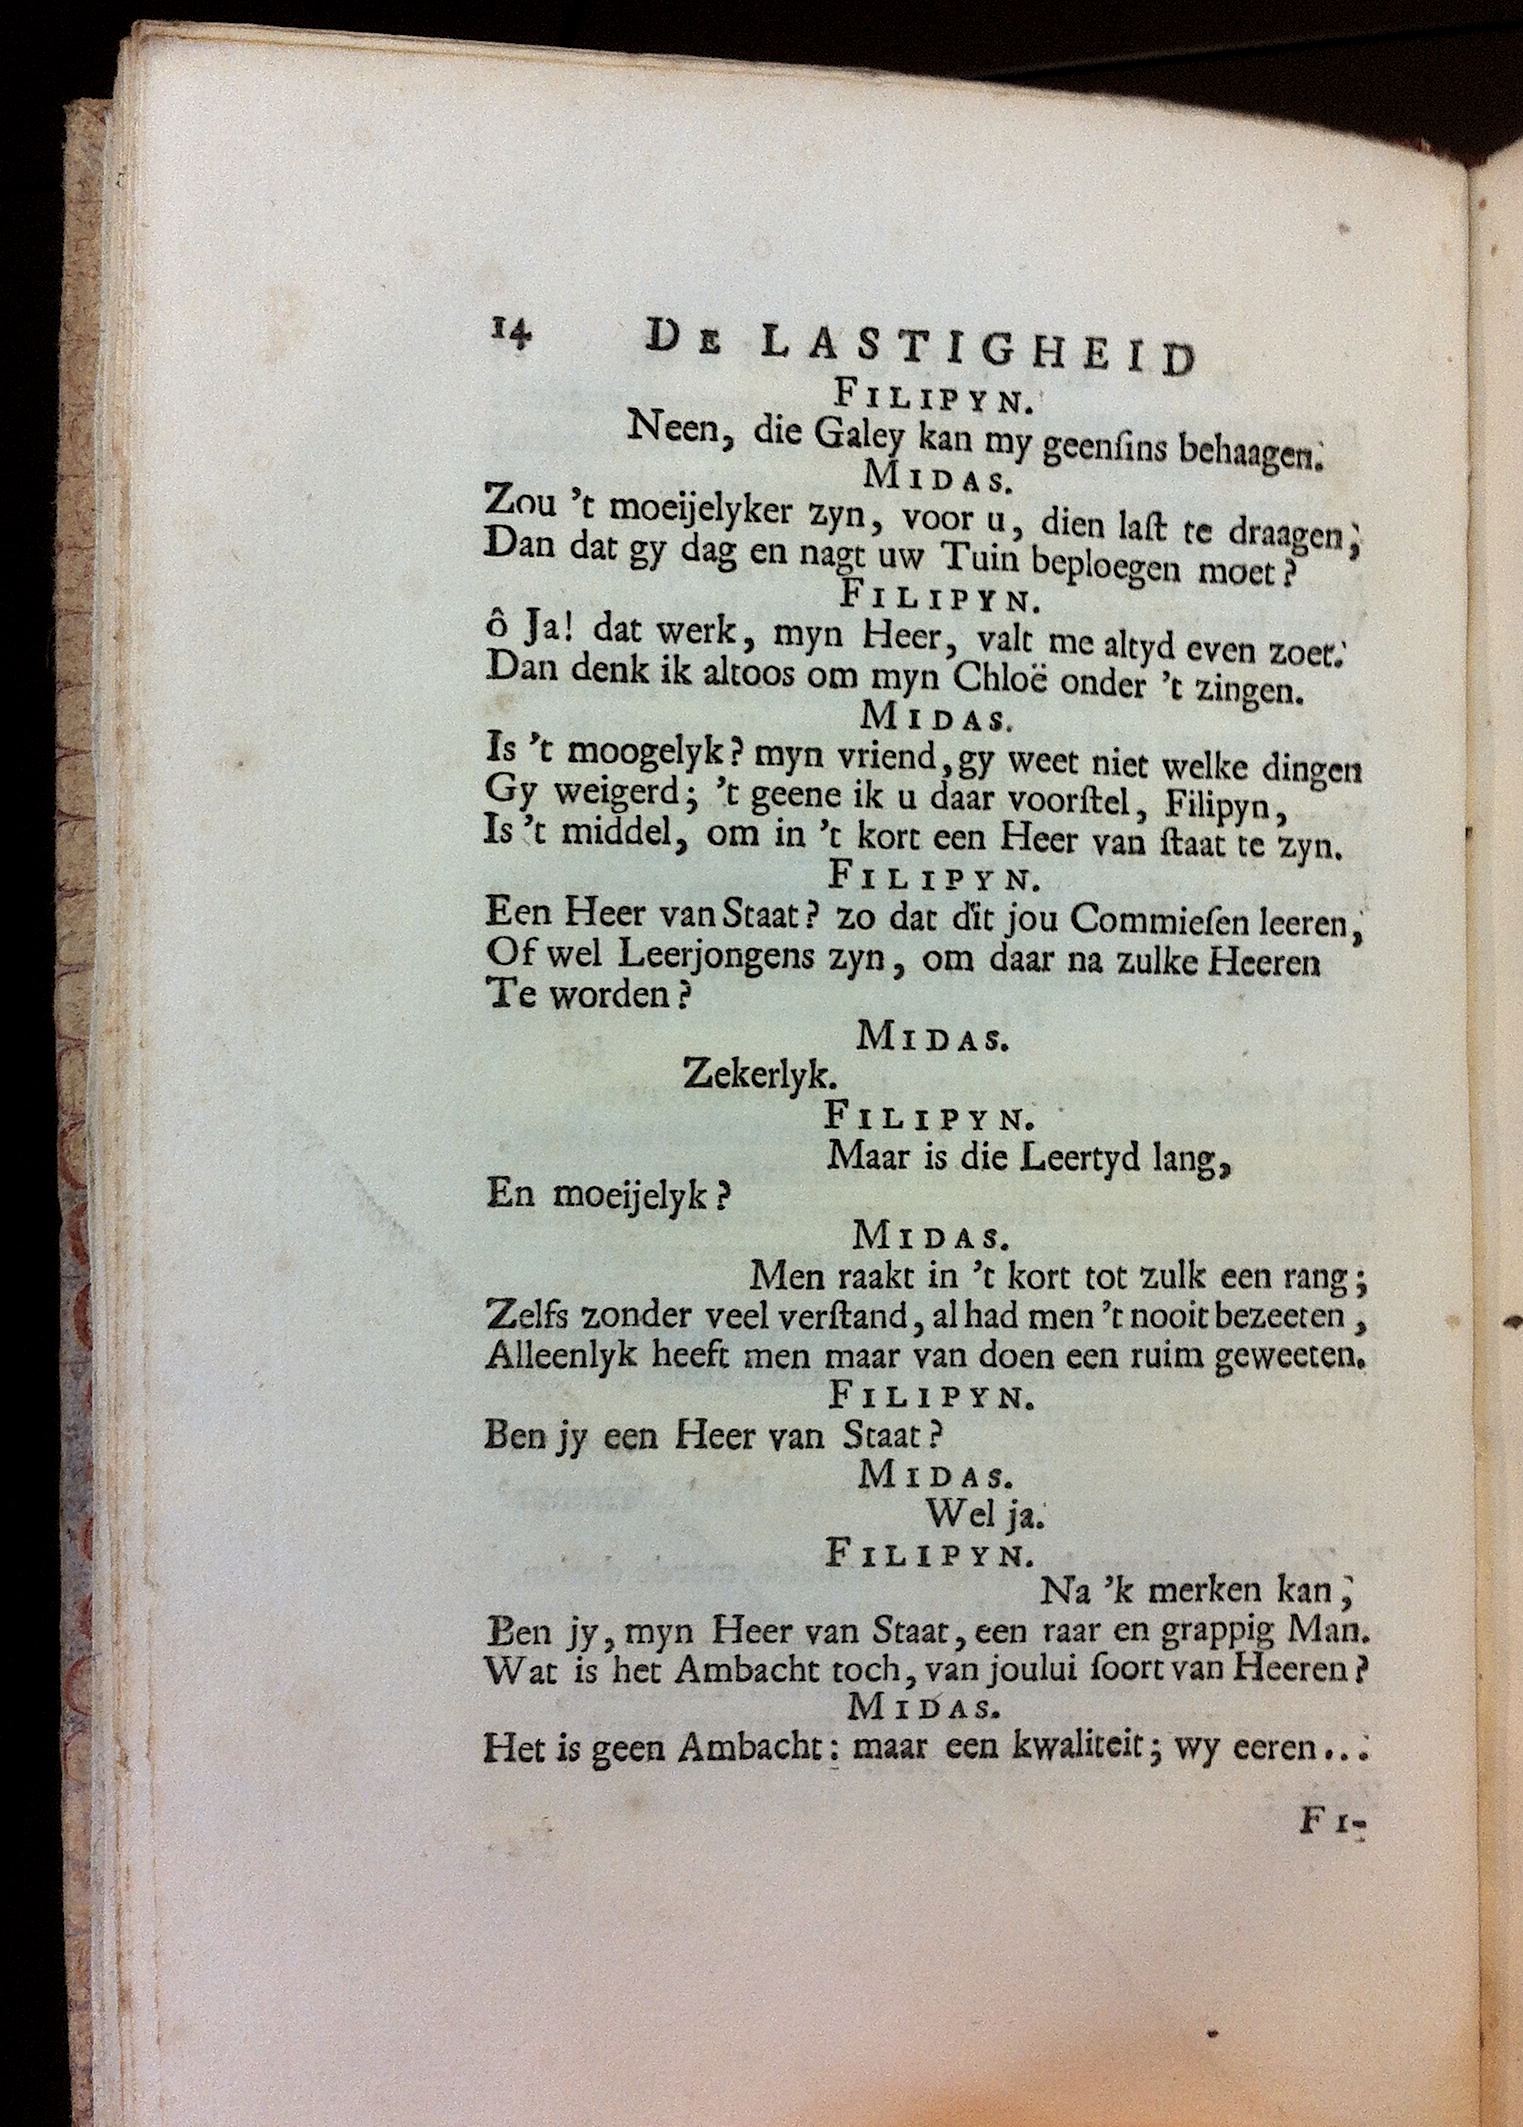 14 DE LASTIGHEID
FILIPYN.
Neen, die Galey kan my geenſins behaagen.
MIDAS.
Zou 't moeijelyker zyn, voor u, dien laſt te draagen,
Dan dat gy dag en nagt uw Tuin beploegen moet?
FILIPYN.
ô Ja! dat werk, myn Heer, valt me altyd even zoet.
Dan denk ik altoos om myn Chloë onder 't zingen.
MIDAS.
Is 't moogelyk? myn vriend, gy weet niet welke dingen
Gy weigerd; 't geene ik u daar voorſtel, Filipyn,
Is 't middel, om in 't kort een Heer van ſtaat te zyn.
FILIPYN.
Een Heer van Staat? zo dat dit jou Commieſen leeren,
Of wel Leerjongens zyn, om daar na zulke Heeren
Te worden?
MIDAS.
Zekerlyk.
FILIPYN.
Maar is die Leertyd lang,
En moeijelyk?
MIDAS.
Men raakt in 't kort tot zulk een rang;
Zelfs zonder veel verſtand, al had men 't nooit bezeeten,
Alleenlyk heeft men maar van doen een ruim geweeten.
FILIPYN.
Ben jy een Heer van Staat?
MIDAS.
Wel ja.
FILIPYN.
Na 'k merken kan,
Ben jy, myn Heer van Staat, een raar en grappig Man.
Wat is het Ambacht toch, van joului ſoort van Heeren?
MIDAS.
Het is geen Ambacht: maar een kwaliteit; wy eeren...
FI-